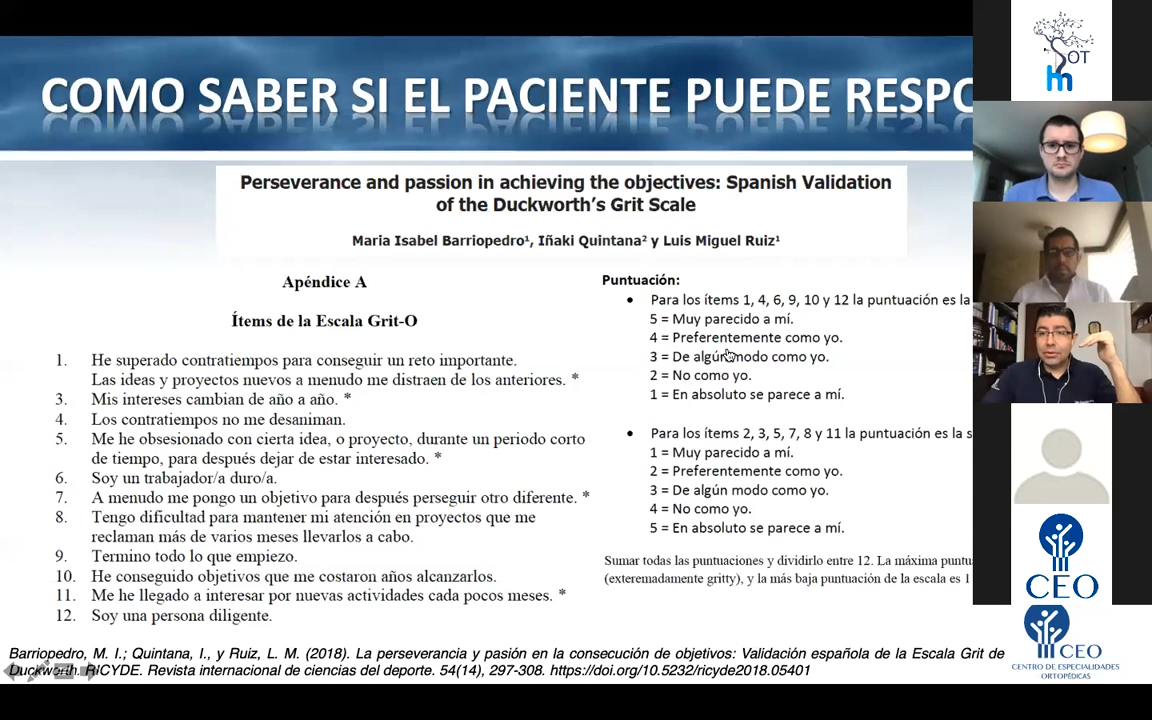 COMO SABER SI EL PACIENTE PUEDE RESPO
Perseverance and passion in achieving the objectives: Spanish Validation
of the Duckworth's Grit Scale
Maria Isabel Barriopedro¹, Iñaki Quintana² y Luis Miguel Ruiz¹
Apéndice A
Ítems de la Escala Grit-O
1. He superado contratiempos para conseguir un reto importante.
Las ideas y proyectos nuevos a menudo me distraen de los anteriores. *
3. Mis intereses cambian de año a año. *
4. Los contratiempos no me desaniman.
5. Me he obsesionado con cierta idea, o proyecto, durante un periodo corto
de tiempo, para después dejar de estar interesado. *
6. Soy un trabajador/a duro/a.
7. A menudo me pongo un objetivo para después perseguir otro diferente. *
8. Tengo dificultad para mantener mi atención en proyectos que me
reclaman más de varios meses llevarlos a cabo.
9. Termino todo lo que empiezo.
10. He conseguido objetivos que me costaron años alcanzarlos.
11. Me he llegado a interesar por nuevas actividades cada pocos meses. *
12. Soy una persona diligente.
Puntuación:
• Para los ítems 1, 4, 6, 9, 10 y 12 la puntuación es la
5 = Muy parecido a mí.
4 = Preferentemente como yo.
3 = De algún modo como yo.
2 = No como yo.
1 = En absoluto se parece a mí.
• Para los ítems 2, 3, 5, 7, 8 y 11 la puntuación es la s
1 = Muy parecido a mí.
2 = Preferentemente como yo.
3 = De algún modo como yo.
4 = No como yo.
5 = En absoluto se parece a mí.
Sumar todas las puntuaciones y dividirlo entre 12. La máxima puntu
(exteremadamente gritty), y la más baja puntuación de la escala es 1
Barriopedro, M. I.; Quintana, I., y Ruiz, L. M. (2018). La perseverancia y pasión en la consecución de objetivos: Validación española de la Escala Grit de
Duckworth. RICYDE. Revista internacional de ciencias del deporte. 54(14), 297-308. https://doi.org/10.5232/ricyde2018.05401
SOT
hm
CEO
CEO
CENTRO DE ESPECIALIDADES
ORTOPÉDICAS